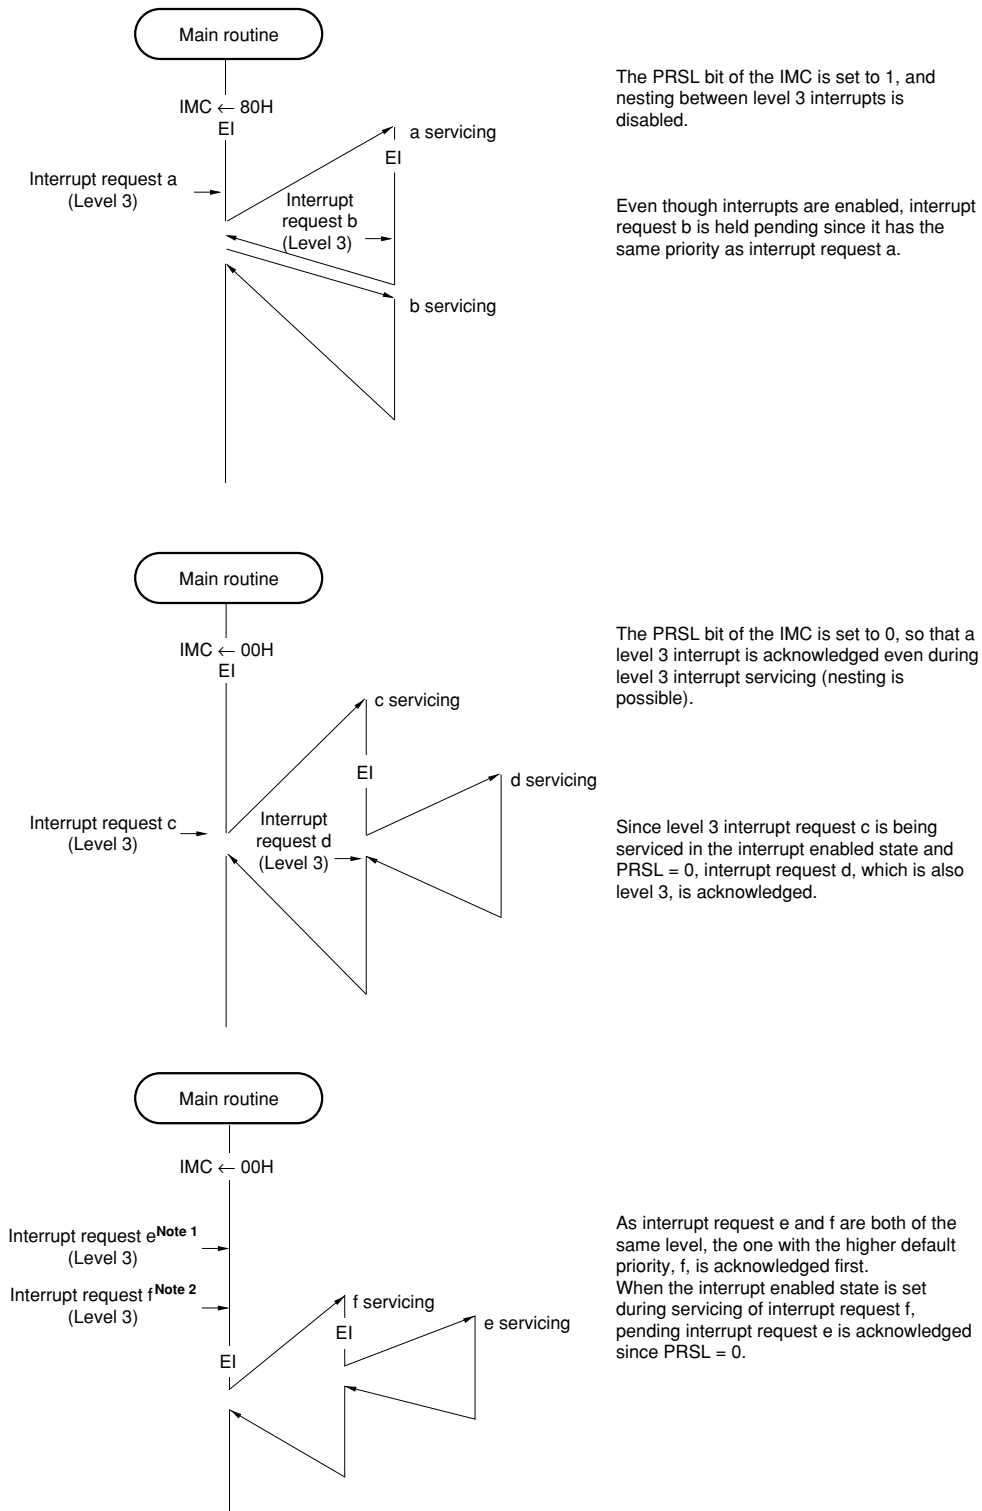 Main routine
IMC ← 80H
EI
Interrupt request a
(Level 3)
a servicing
EI
Interrupt
request b
(Level 3)
b servicing
The PRSL bit of the IMC is set to 1, and
nesting between level 3 interrupts is
disabled.
Even though interrupts are enabled, interrupt
request b is held pending since it has the
same priority as interrupt request a.
Main routine
IMC ← 00H
EI
Interrupt request c
(Level 3)
c servicing
EI
Interrupt
request d
(Level 3)
d servicing
The PRSL bit of the IMC is set to 0, so that a
level 3 interrupt is acknowledged even during
level 3 interrupt servicing (nesting is
possible).
Since level 3 interrupt request c is being
serviced in the interrupt enabled state and
PRSL = 0, interrupt request d, which is also
level 3, is acknowledged.
Main routine
IMC ← 00H
Interrupt request e Note 1
(Level 3)
Interrupt request f Note 2
(Level 3)
EI
f servicing
EI
e servicing
As interrupt request e and f are both of the
same level, the one with the higher default
priority, f, is acknowledged first.
When the interrupt enabled state is set
during servicing of interrupt request f,
pending interrupt request e is acknowledged
since PRSL = 0.